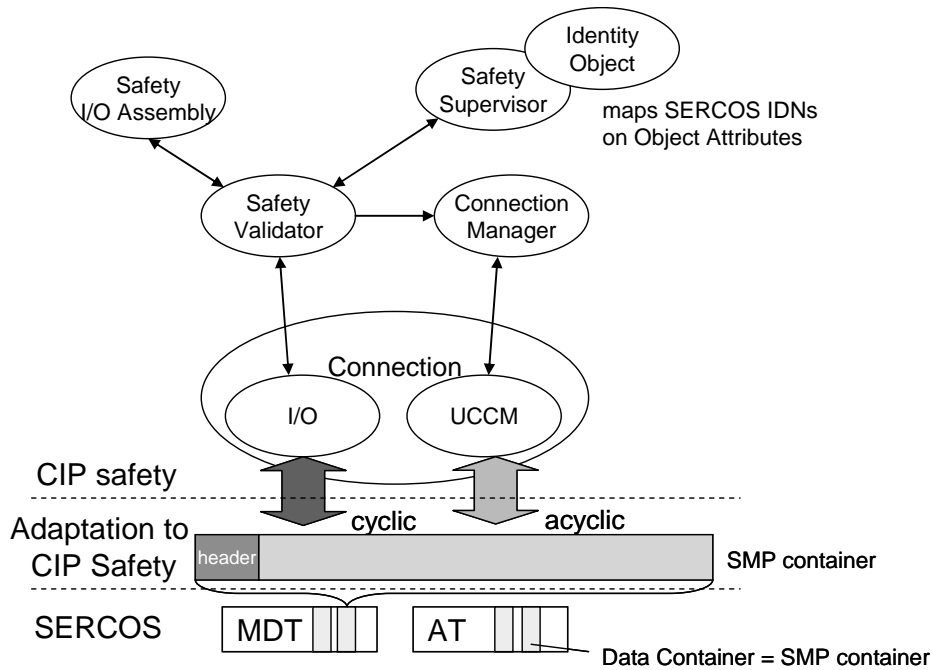 Identity
Object
Safety
I/O Assembly
Safety
Supervisor
maps SERCOS IDNs
on Object Attributes
Safety
Validator
Connection
Manager
Connection
I/O
UCCM
CIP safety
cyclic
acyclic
Adaptation to
CIP Safety
header
SMP container
SERCOS
MDT
AT
Data Container = SMP container